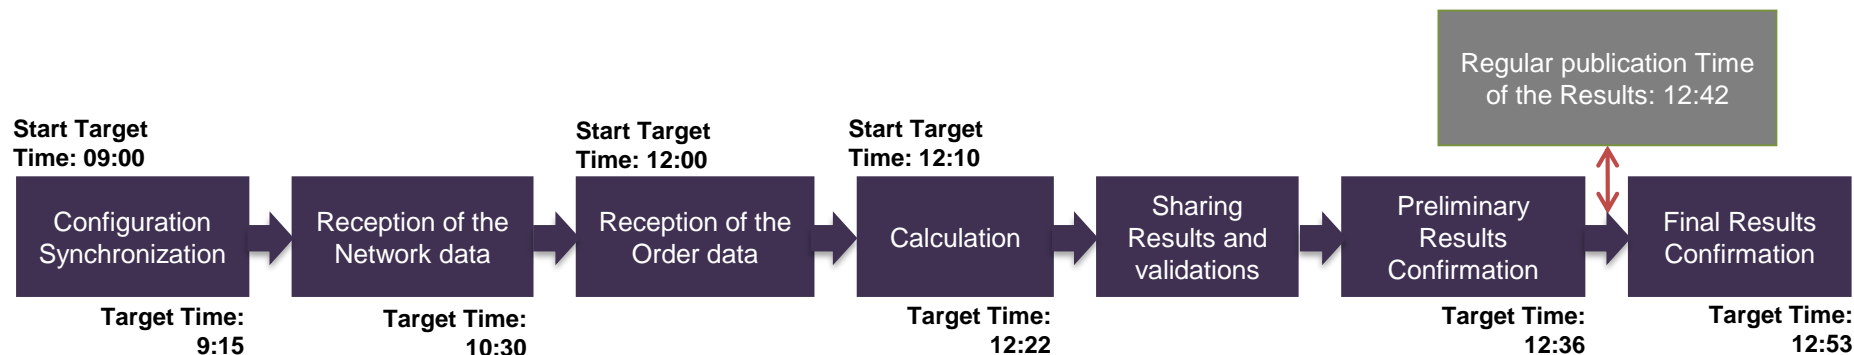 Regular publication Time
of the Results: 12:42
Start Target
Time: 09:00
Start Target
Time: 12:00
Start Target
Time: 12:10
Configuration
Synchronization
Reception of the
Network data
Reception of the
Order data
Calculation
Sharing
Results and
validations
Preliminary
Results
Confirmation
Final Results
Confirmation
Target Time:
9:15
Target Time:
10:30
Target Time:
12:22
Target Time:
12:36
Target Time:
12:53